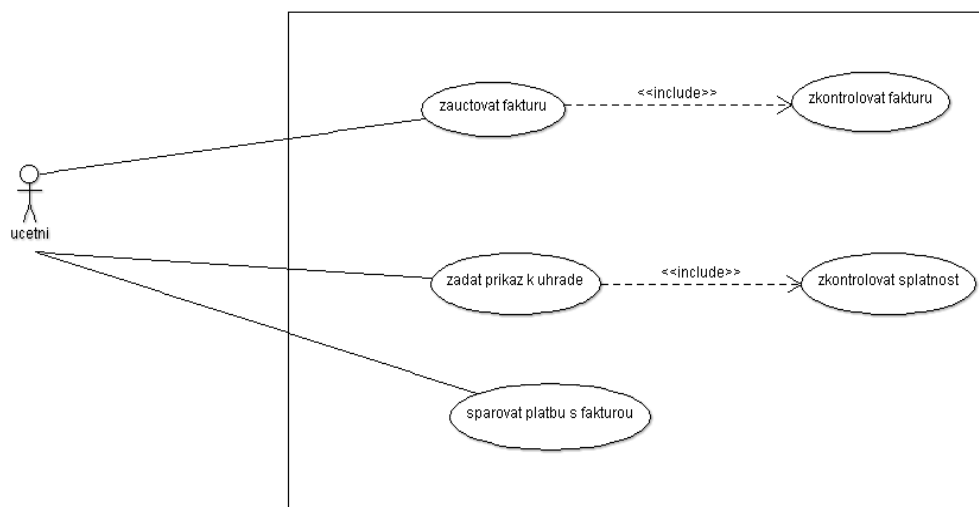 zauctovat fakturu
<<include>>
zkontrolovat fakturu
ucetni
zadat prikaz k uhrade
<<include>>
zkontrolovat splatnost
sparovat platbu s fakturou